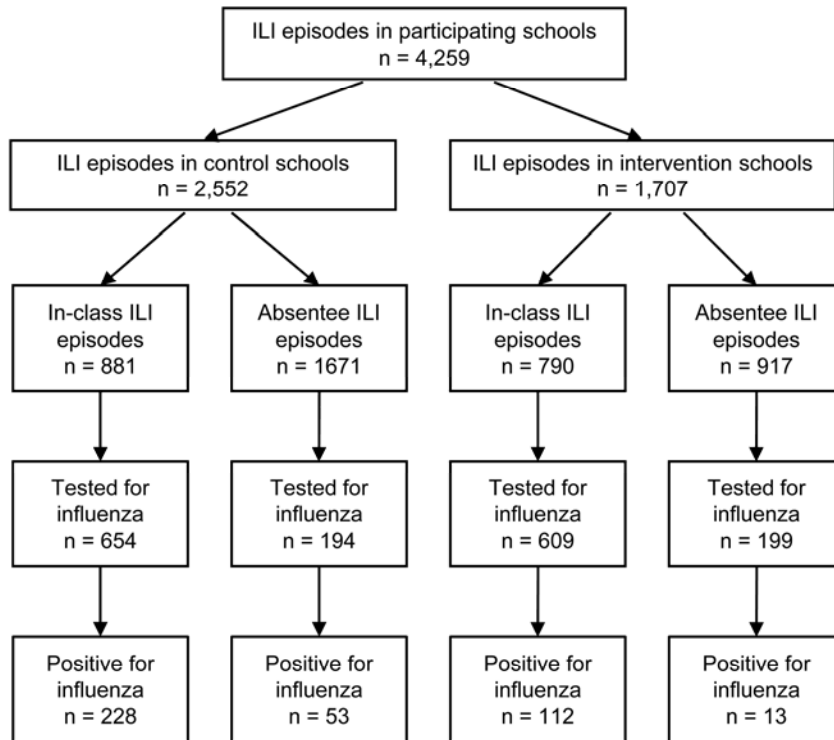 ILI episodes in participating schools
n = 4,259
ILI episodes in control schools
n = 2,552
ILI episodes in intervention schools
n = 1,707
In-class ILI
episodes
n = 881
Absentee ILI
episodes
n = 1671
In-class ILI
episodes
n = 790
Absentee ILI
episodes
n = 917
Tested for
influenza
n = 654
Tested for
influenza
n = 194
Tested for
influenza
n = 609
Tested for
influenza
n = 199
Positive for
influenza
n = 228
Positive for
influenza
n = 53
Positive for
influenza
n = 112
Positive for
influenza
n = 13